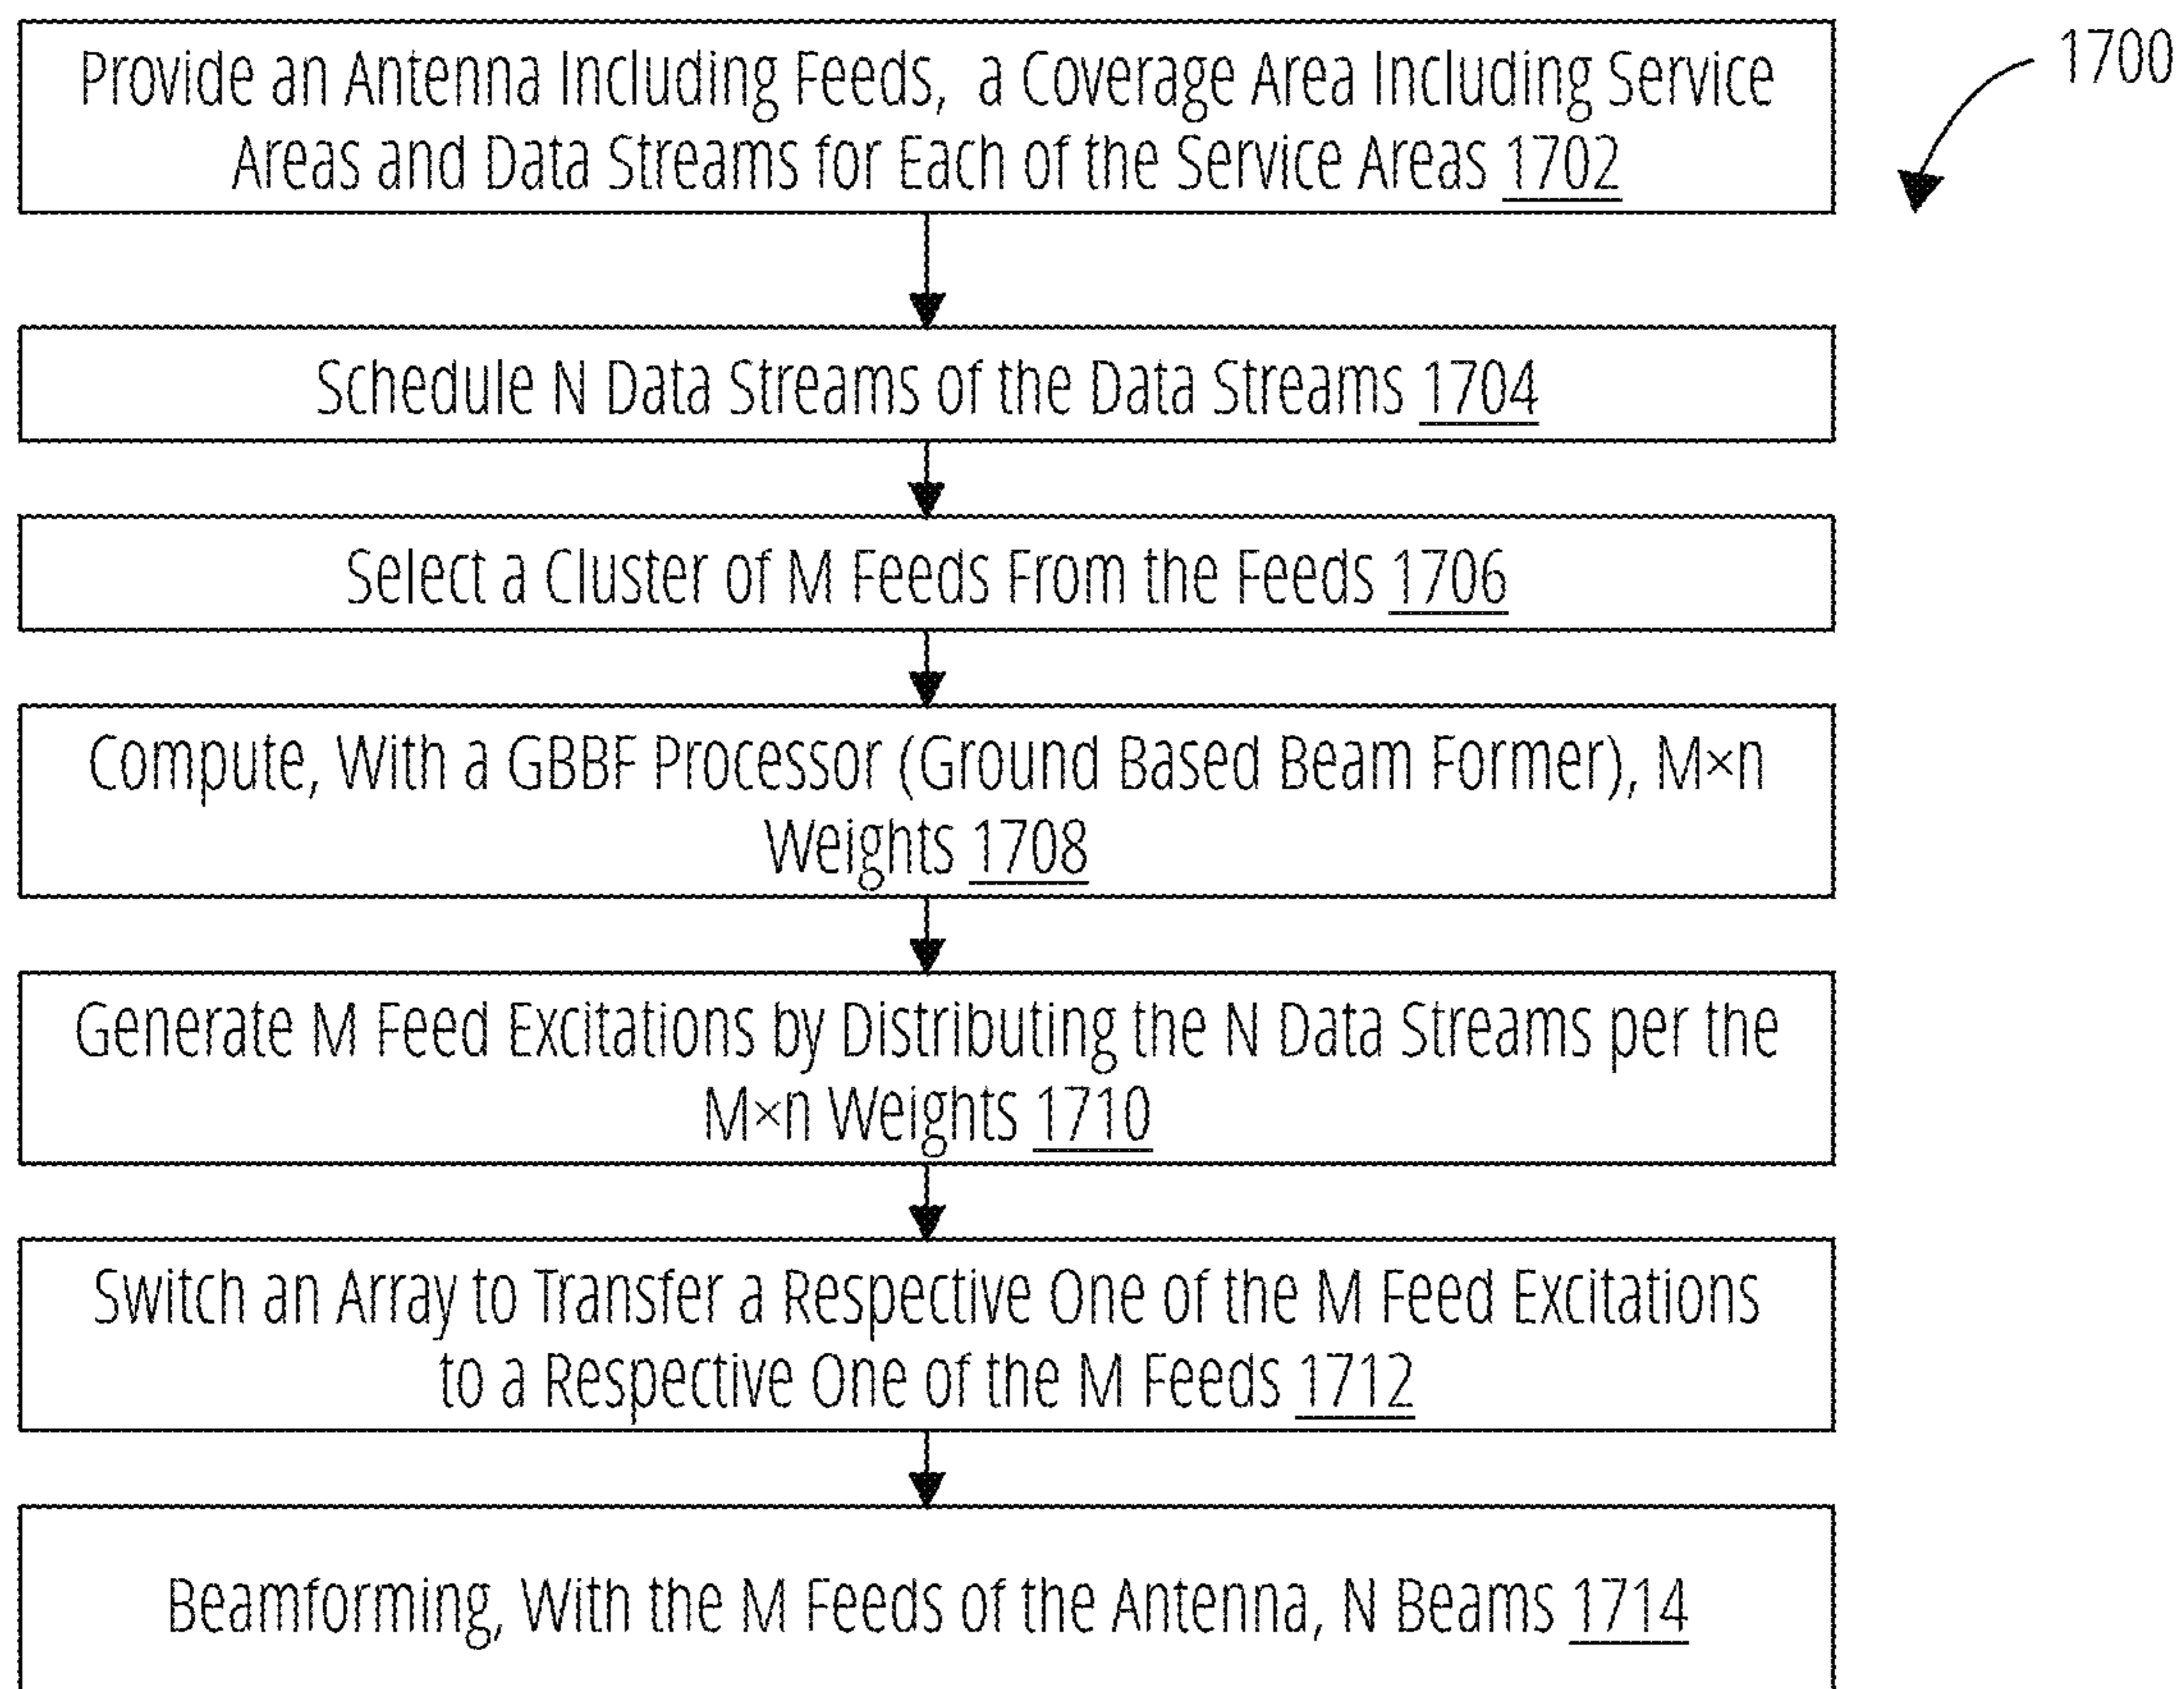 Provide an Antenna Including Feeds, a Coverage Area Including Service
Areas and Data Streams for Each of the Service Areas 1702
1700
Schedule N Data Streams of the Data Streams 1704
Select a Cluster of M Feeds From the Feeds 1706
Compute, With a GBBF Processor (Ground Based Beam Former), M×n
Weights 1708
Generate M Feed Excitations by Distributing the N Data Streams per the
M×n Weights 1710
Switch an Array to Transfer a Respective One of the M Feed Excitations
to a Respective One of the M Feeds 1712
Beamforming, With the M Feeds of the Antenna, N Beams 1714